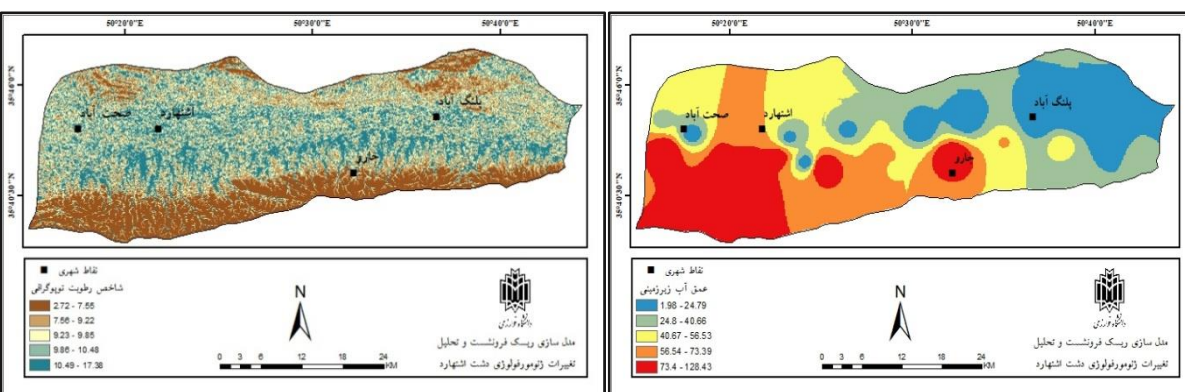 50°20'0"E 50°30'0"E 50°40'0"E
35°46'0"N
35°40'30"N
صحت آباد
اشتهارد
پلنگ آباد
جارو
نقاط شهری
شاخص رطوبت توپوگرافی
2.72 - 7.55
7.56 - 9.22
9.23 - 9.85
9.86 - 10.48
10.49 - 17.38
N
0 3 6 12 18 24
KM
دانشگاه خوارزمی
مدل سازی ریسک فرونشست و تحلیل
تغییرات ژئومورفولوژی دشت اشتهارد
50°20'0"E 50°30'0"E 50°40'0"E
35°46'0"N
35°40'30"N
صحت آباد
اشتهارد
پلنگ آباد
جارو
نقاط شهری
عمق آب زیرزمینی
1.98 - 24.79
24.8 - 40.66
40.67 - 56.53
56.54 - 73.39
73.4 - 128.43
N
0 3 6 12 18 24
KM
دانشگاه خوارزمی
مدل سازی ریسک فرونشست و تحلیل
تغییرات ژئومورفولوژی دشت اشتهارد